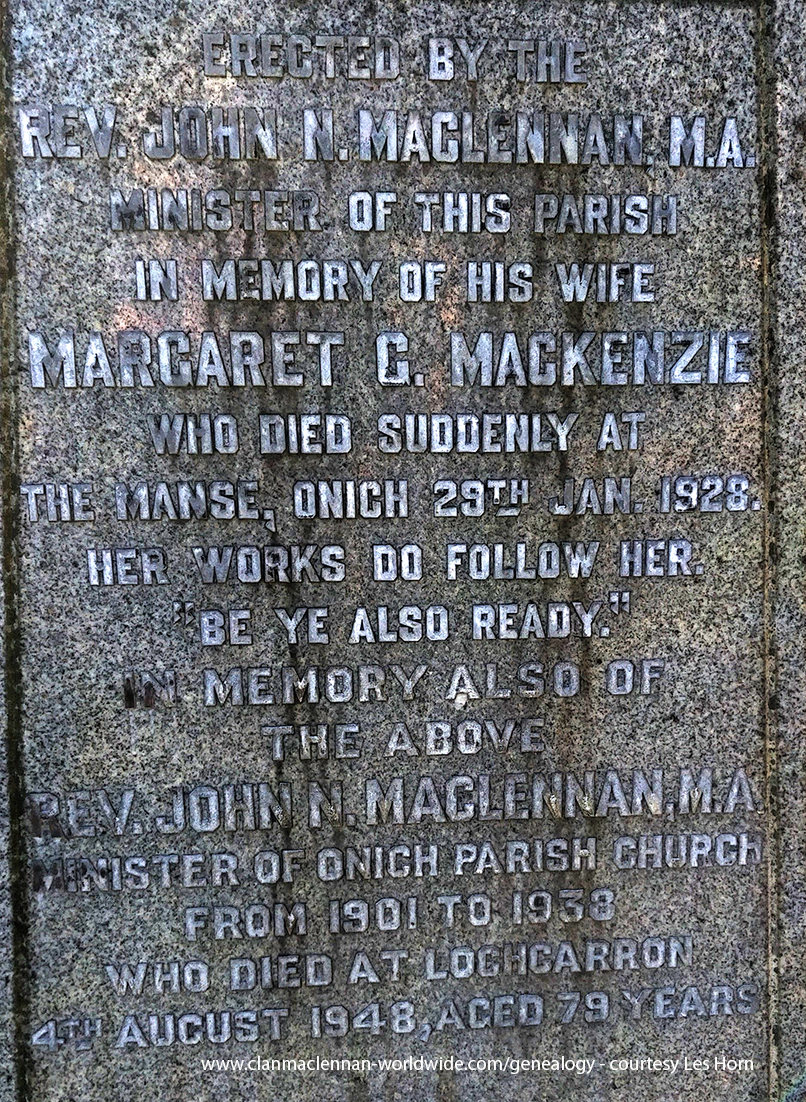 ERECTED BY THE
REV. JOHN N. MACLENNAN, M.A.
MINISTER OF THIS PARISH
IN MEMORY OF HIS WIFE
MARGARET C. MACKENZIE
WHO DIED SUDDENLY AT
THE MANSE, ONICH 29TH JAN. 1928.
HER WORKS DO FOLLOW HER.
"BE YE ALSO READY."
IN MEMORY ALSO OF
THE ABOVE
REV. JOHN N. MACLENNAN, M.A.
MINISTER OF ONICH PARISH CHURCH
FROM 1901 TO 1938
WHO DIED AT LOCHCARRON
4TH AUGUST 1948, AGED 79 YEARS
www.clanmaclennan-worldwide.com/genealogy - courtesy Les Horn